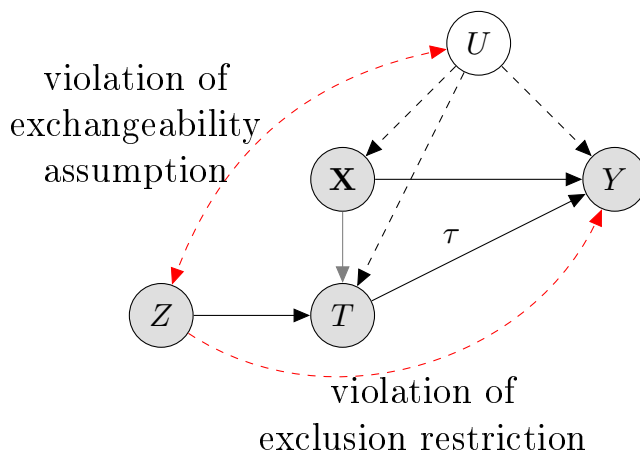 U
violation of
exchangeability
assumption
X
Y
τ
Z
T
violation of
exclusion restriction